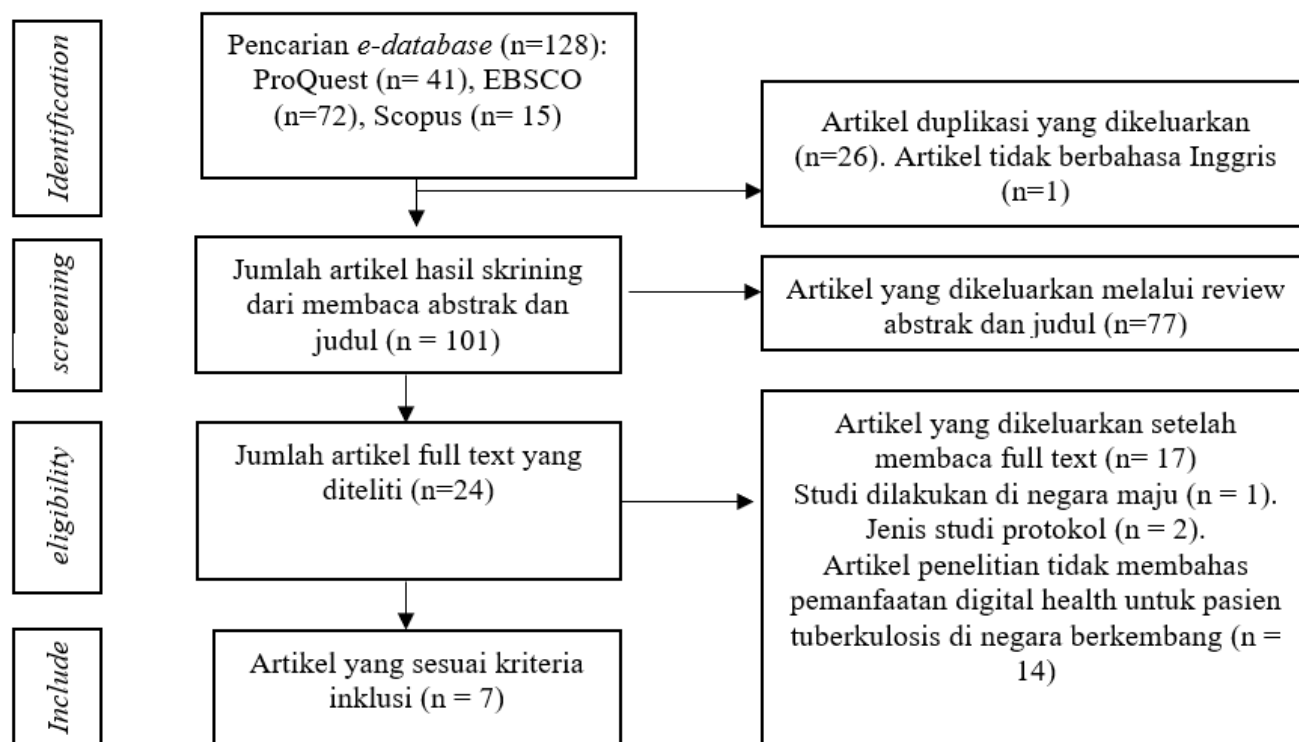 Identification
Pencarian e-database (n=128):
ProQuest (n= 41), EBSCO
(n=72), Scopus (n= 15)
Artikel duplikasi yang dikeluarkan
(n=26). Artikel tidak berbahasa Inggris
(n=1)
screening
Jumlah artikel hasil skrining
dari membaca abstrak dan
judul (n = 101)
Artikel yang dikeluarkan melalui review
abstrak dan judul (n=77)
eligibility
Jumlah artikel full text yang
diteliti (n=24)
Artikel yang dikeluarkan setelah
membaca full text (n= 17)
Studi dilakukan di negara maju (n = 1).
Jenis studi protokol (n = 2).
Artikel penelitian tidak membahas
pemanfaatan digital health untuk pasien
tuberkulosis di negara berkembang (n =
14)
Include
Artikel yang sesuai kriteria
inklusi (n = 7)